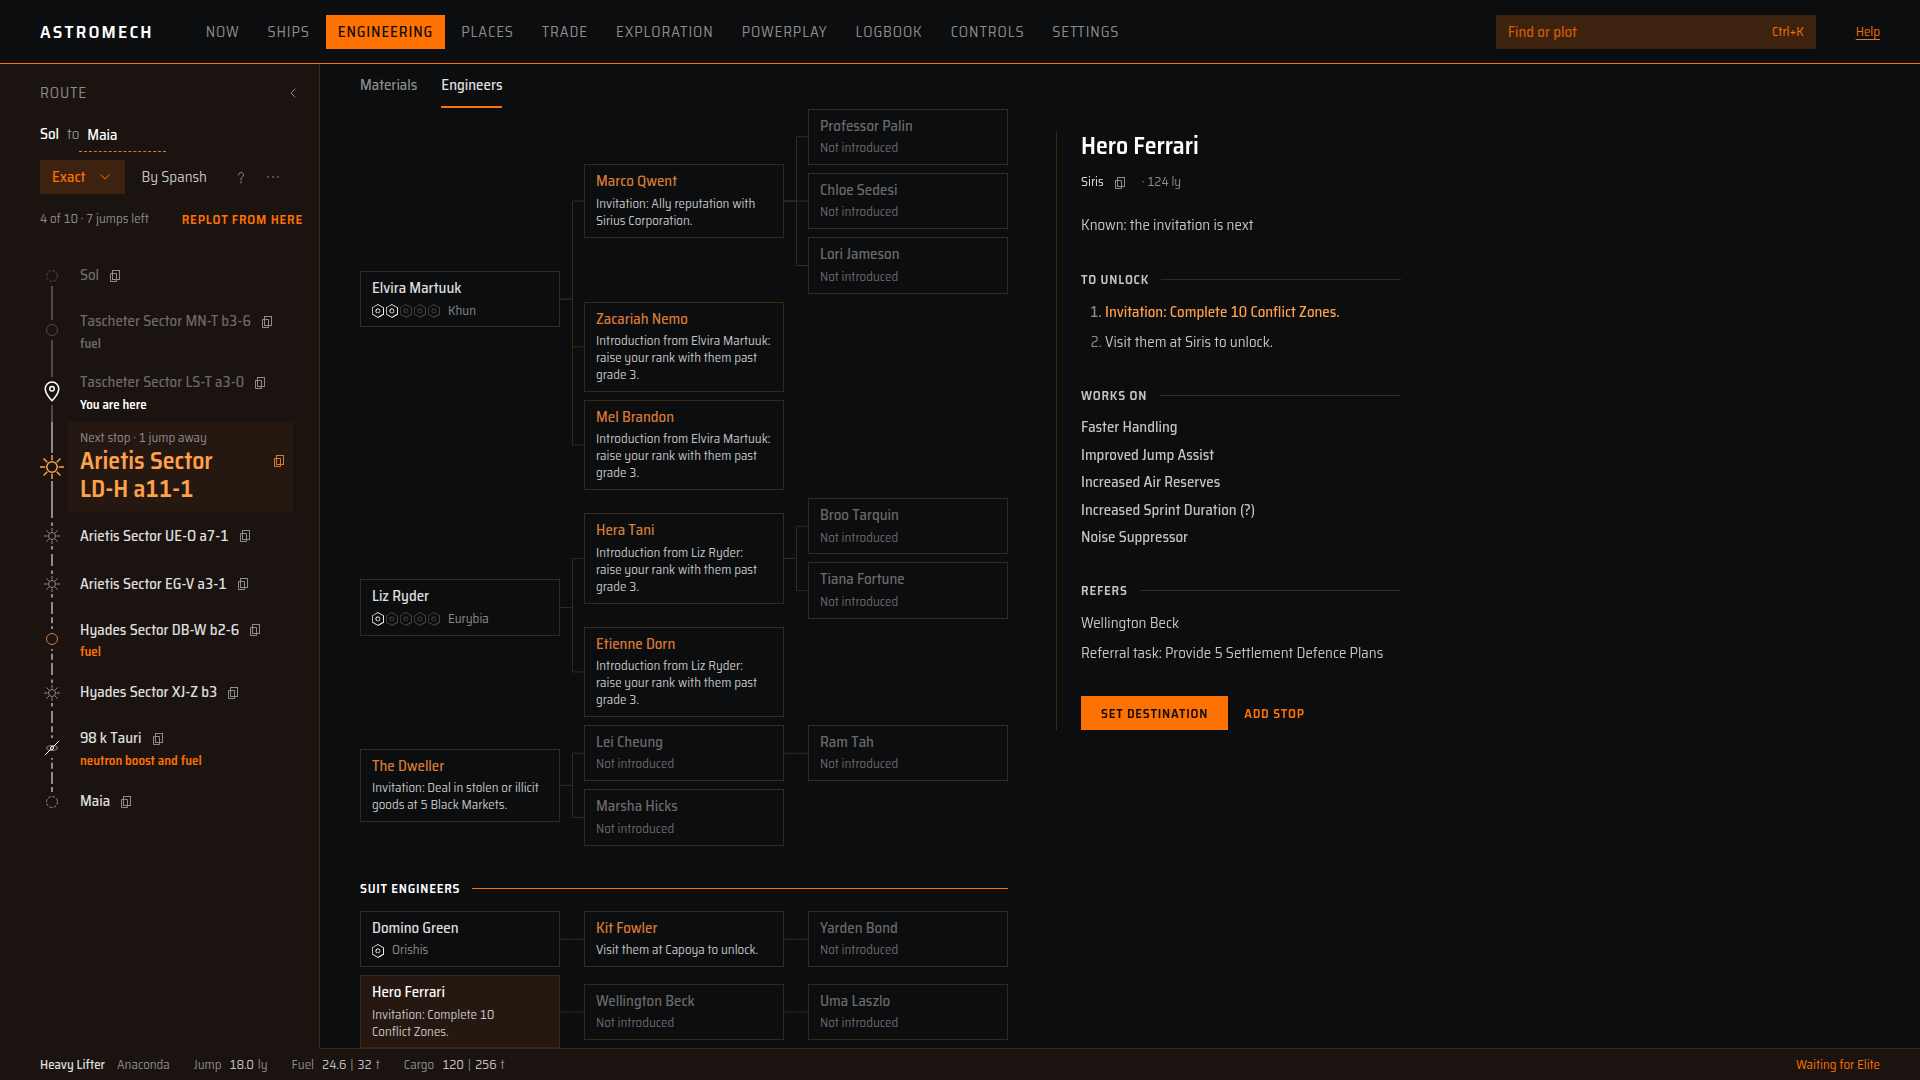 ASTROMECH
NOW
SHIPS
ENGINEERING
PLACES
TRADE
EXPLORATION
POWERPLAY
LOGBOOK
CONTROLS
SETTINGS
Find or plot
Ctrl+K
Help
ROUTE
Sol to Maia
Exact
By Spansh
?
4 of 10 · 7 jumps left
REPLOT FROM HERE
Sol
Tascheter Sector MN-T b3-6
fuel
Tascheter Sector LS-T a3-0
You are here
Next stop · 1 jump away
Arietis Sector
LD-H a11-1
Arietis Sector UE-O a7-1
Arietis Sector EG-V a3-1
Hyades Sector DB-W b2-6
fuel
Hyades Sector XJ-Z b3
98 k Tauri
neutron boost and fuel
Maia
Materials
Engineers
Elvira Martuuk
Khun
Marco Qwent
Invitation: Ally reputation with
Sirius Corporation.
Professor Palin
Not introduced
Chloe Sedesi
Not introduced
Lori Jameson
Not introduced
Zacariah Nemo
Introduction from Elvira Martuuk:
raise your rank with them past
grade 3.
Mel Brandon
Introduction from Elvira Martuuk:
raise your rank with them past
grade 3.
Liz Ryder
Eurybia
Hera Tani
Introduction from Liz Ryder:
raise your rank with them past
grade 3.
Broo Tarquin
Not introduced
Tiana Fortune
Not introduced
Etienne Dorn
Introduction from Liz Ryder:
raise your rank with them past
grade 3.
The Dweller
Invitation: Deal in stolen or illicit
goods at 5 Black Markets.
Lei Cheung
Not introduced
Ram Tah
Not introduced
Marsha Hicks
Not introduced
SUIT ENGINEERS
Domino Green
Orishis
Kit Fowler
Visit them at Capoya to unlock.
Yarden Bond
Not introduced
Hero Ferrari
Invitation: Complete 10
Conflict Zones.
Wellington Beck
Not introduced
Uma Laszlo
Not introduced
Hero Ferrari
Siris · 124 ly
Known: the invitation is next
TO UNLOCK
1. Invitation: Complete 10 Conflict Zones.
2. Visit them at Siris to unlock.
WORKS ON
Faster Handling
Improved Jump Assist
Increased Air Reserves
Increased Sprint Duration (?)
Noise Suppressor
REFERS
Wellington Beck
Referral task: Provide 5 Settlement Defence Plans
SET DESTINATION
ADD STOP
Heavy Lifter Anaconda
Jump 18.0 ly
Fuel 24.6 | 32 t
Cargo 120 | 256 t
Waiting for Elite